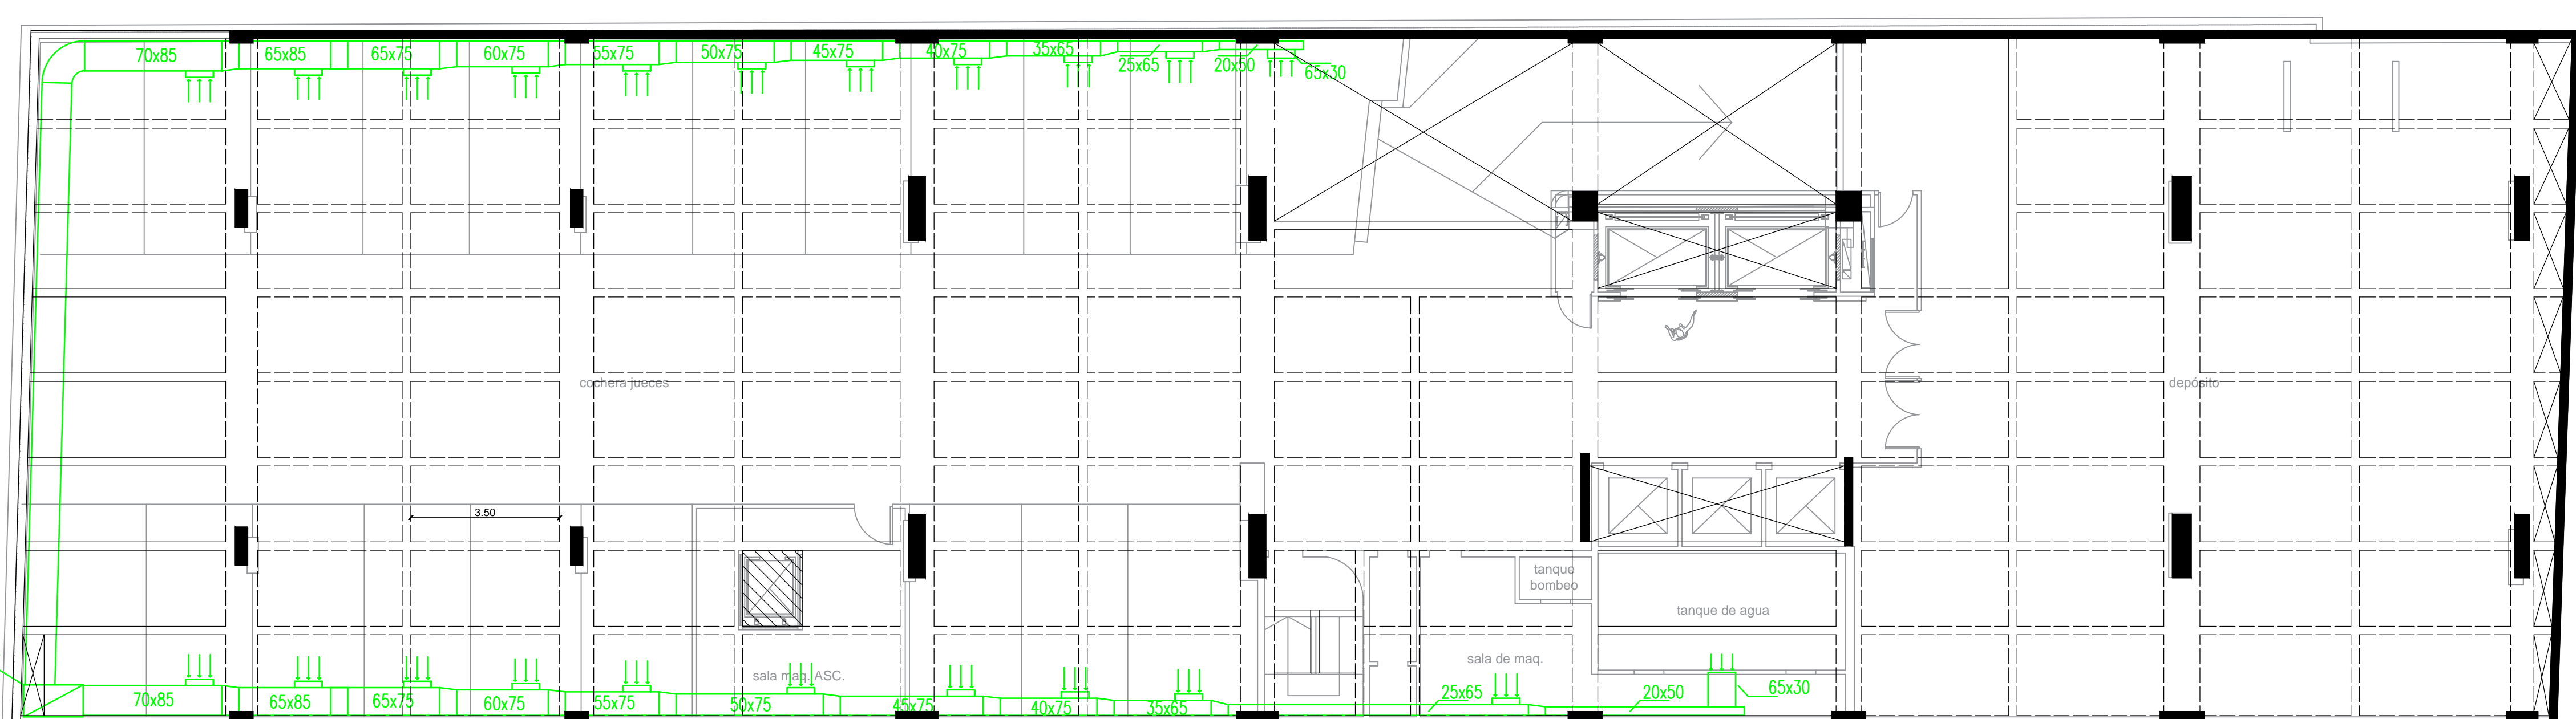 70x85
65x85
65x75
60x75
55x75
50x75
45x75
40x75
35x65
25x65
20x50
65x30
cochera jueces
depósito
3.50
tanque
bombeo
tanque de agua
sala de maq.
sala maq. ASC.
70x85
65x85
65x75
60x75
55x75
50x75
45x75
40x75
35x65
25x65
20x50
65x30